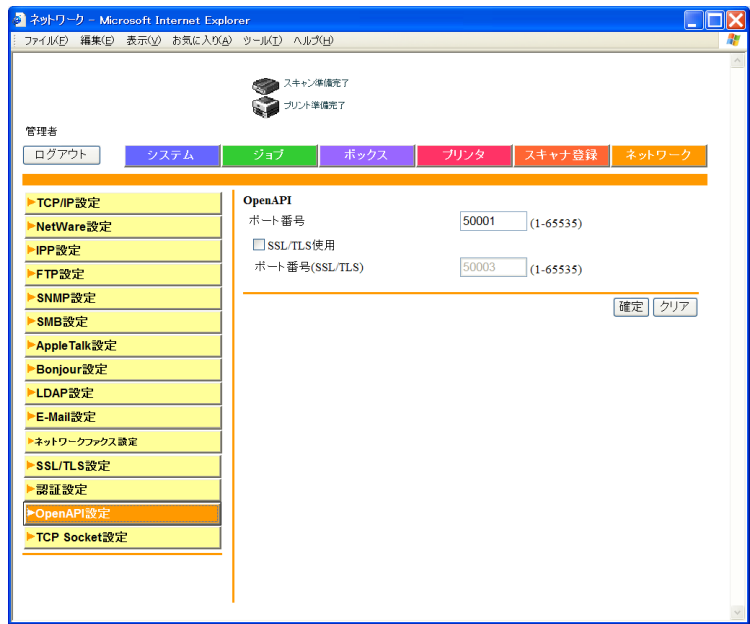 ネットワーク - Microsoft Internet Explorer
ファイル(F) 編集(E) 表示(V) お気に入り(A) ツール(T) ヘルプ(H)
スキャン準備完了
プリント準備完了
管理者
ログアウト システム ジョブ ボックス プリンタ スキャナ登録 ネットワーク
TCP/IP設定
NetWare設定
IPP設定
FTP設定
SNMP設定
SMB設定
AppleTalk設定
Bonjour設定
LDAP設定
E-Mail設定
ネットワークファクス設定
SSL/TLS設定
認証設定
OpenAPI設定
TCP Socket設定
OpenAPI
ポート番号 50001 (1-65535)
SSL/TLS使用
ポート番号(SSL/TLS) 50003 (1-65535)
確定 クリア